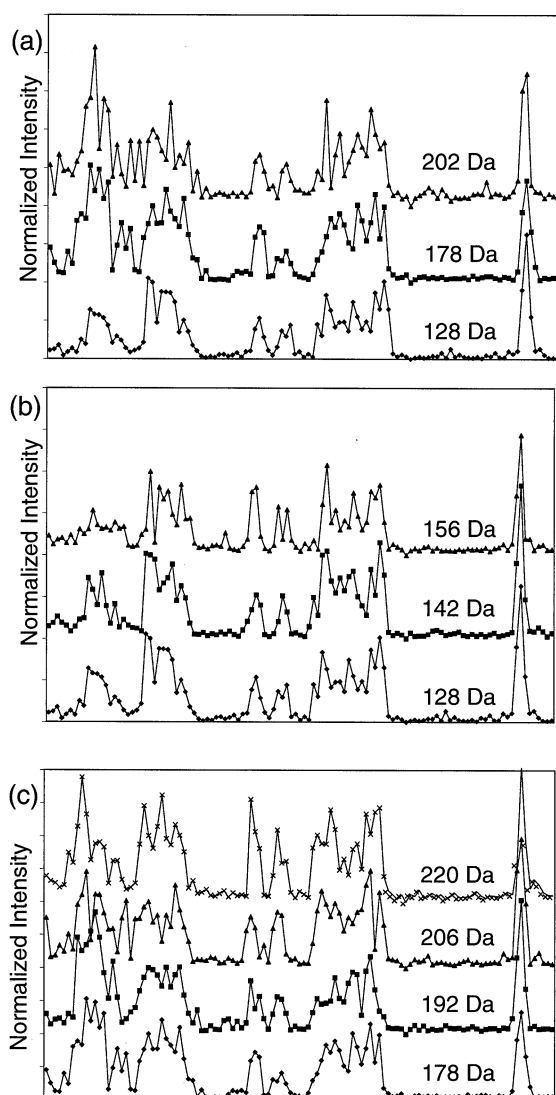 (a)
Normalized Intensity
202 Da
178 Da
128 Da
(b)
Normalized Intensity
156 Da
142 Da
128 Da
(c)
Normalized Intensity
220 Da
206 Da
192 Da
178 Da